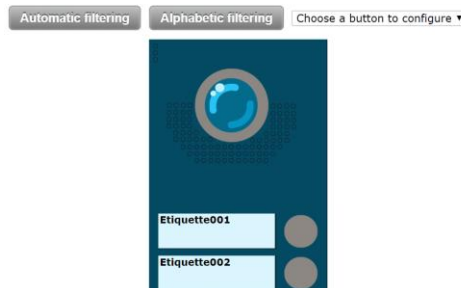 Automatic filtering
Alphabetic filtering
Choose a button to configure
Etiquette001
Etiquette002